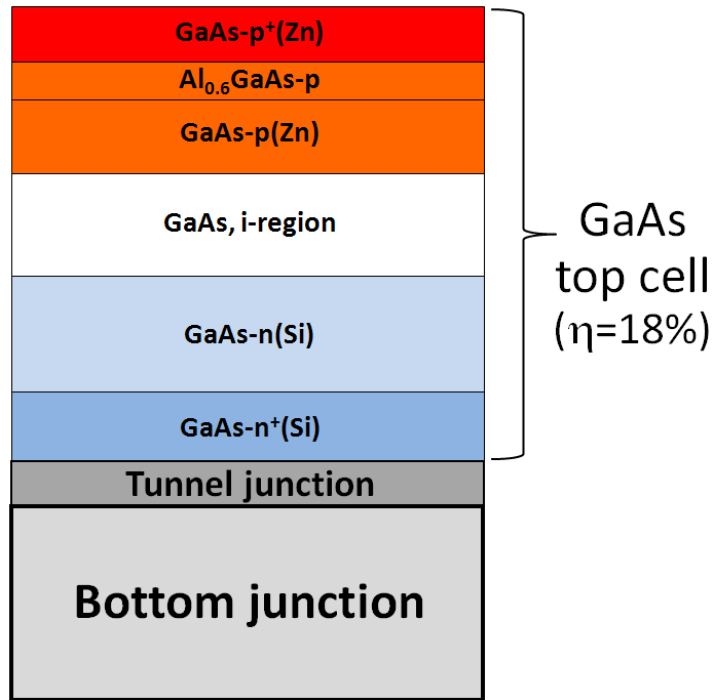 GaAs-p⁺(Zn)
Al₀.₆GaAs-p
GaAs-p(Zn)
GaAs, i-region
GaAs-n(Si)
GaAs-n⁺(Si)
Tunnel junction
Bottom junction
GaAs
top cell
(η=18%)